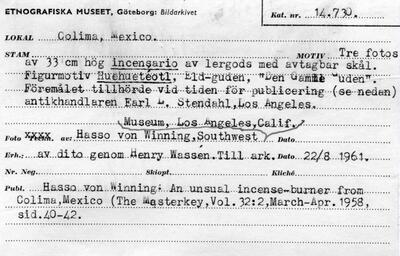 ETNOGRAFISKA MUSEET, Göteborg: Bildarkivet
Kat. nr. 14.730.
LOKAL Colima, Mexico.
STAM MOTIV Tre fotos
av 33 cm hög incensario av lergods med avtagbar skål.
Figurmotiv Huehueteótl, Eld-guden, "Den Gamle Guden".
Föremålet tillhörde vid tiden för publicering (se nedan)
antikhandlaren Earl L. Stendahl, Los Angeles.
Museum, Los Angeles, Calif.
Foto xxxx av: Hasso von Winning, Southwest Dato
Erh.: av dito genom Henry Wassen. Till ark. Dato 22/8 1961.
Nr. Neg. Skiopt. Kliché
Publ. Hasso von Winning: An unsual incense-burner from
Colima, Mexico (The Masterkey, Vol. 32:2, March-Apr. 1958,
sid. 40-42.